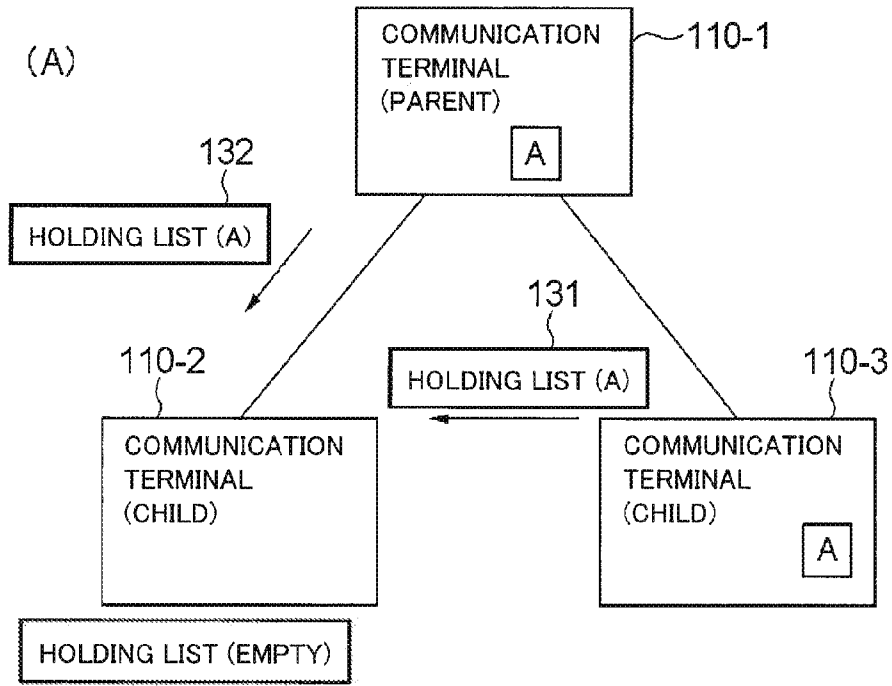 (A)
COMMUNICATION
TERMINAL
(PARENT)
A
110-1
132
HOLDING LIST (A)
131
HOLDING LIST (A)
110-2
COMMUNICATION
TERMINAL
(CHILD)
110-3
COMMUNICATION
TERMINAL
(CHILD)
A
HOLDING LIST (EMPTY)